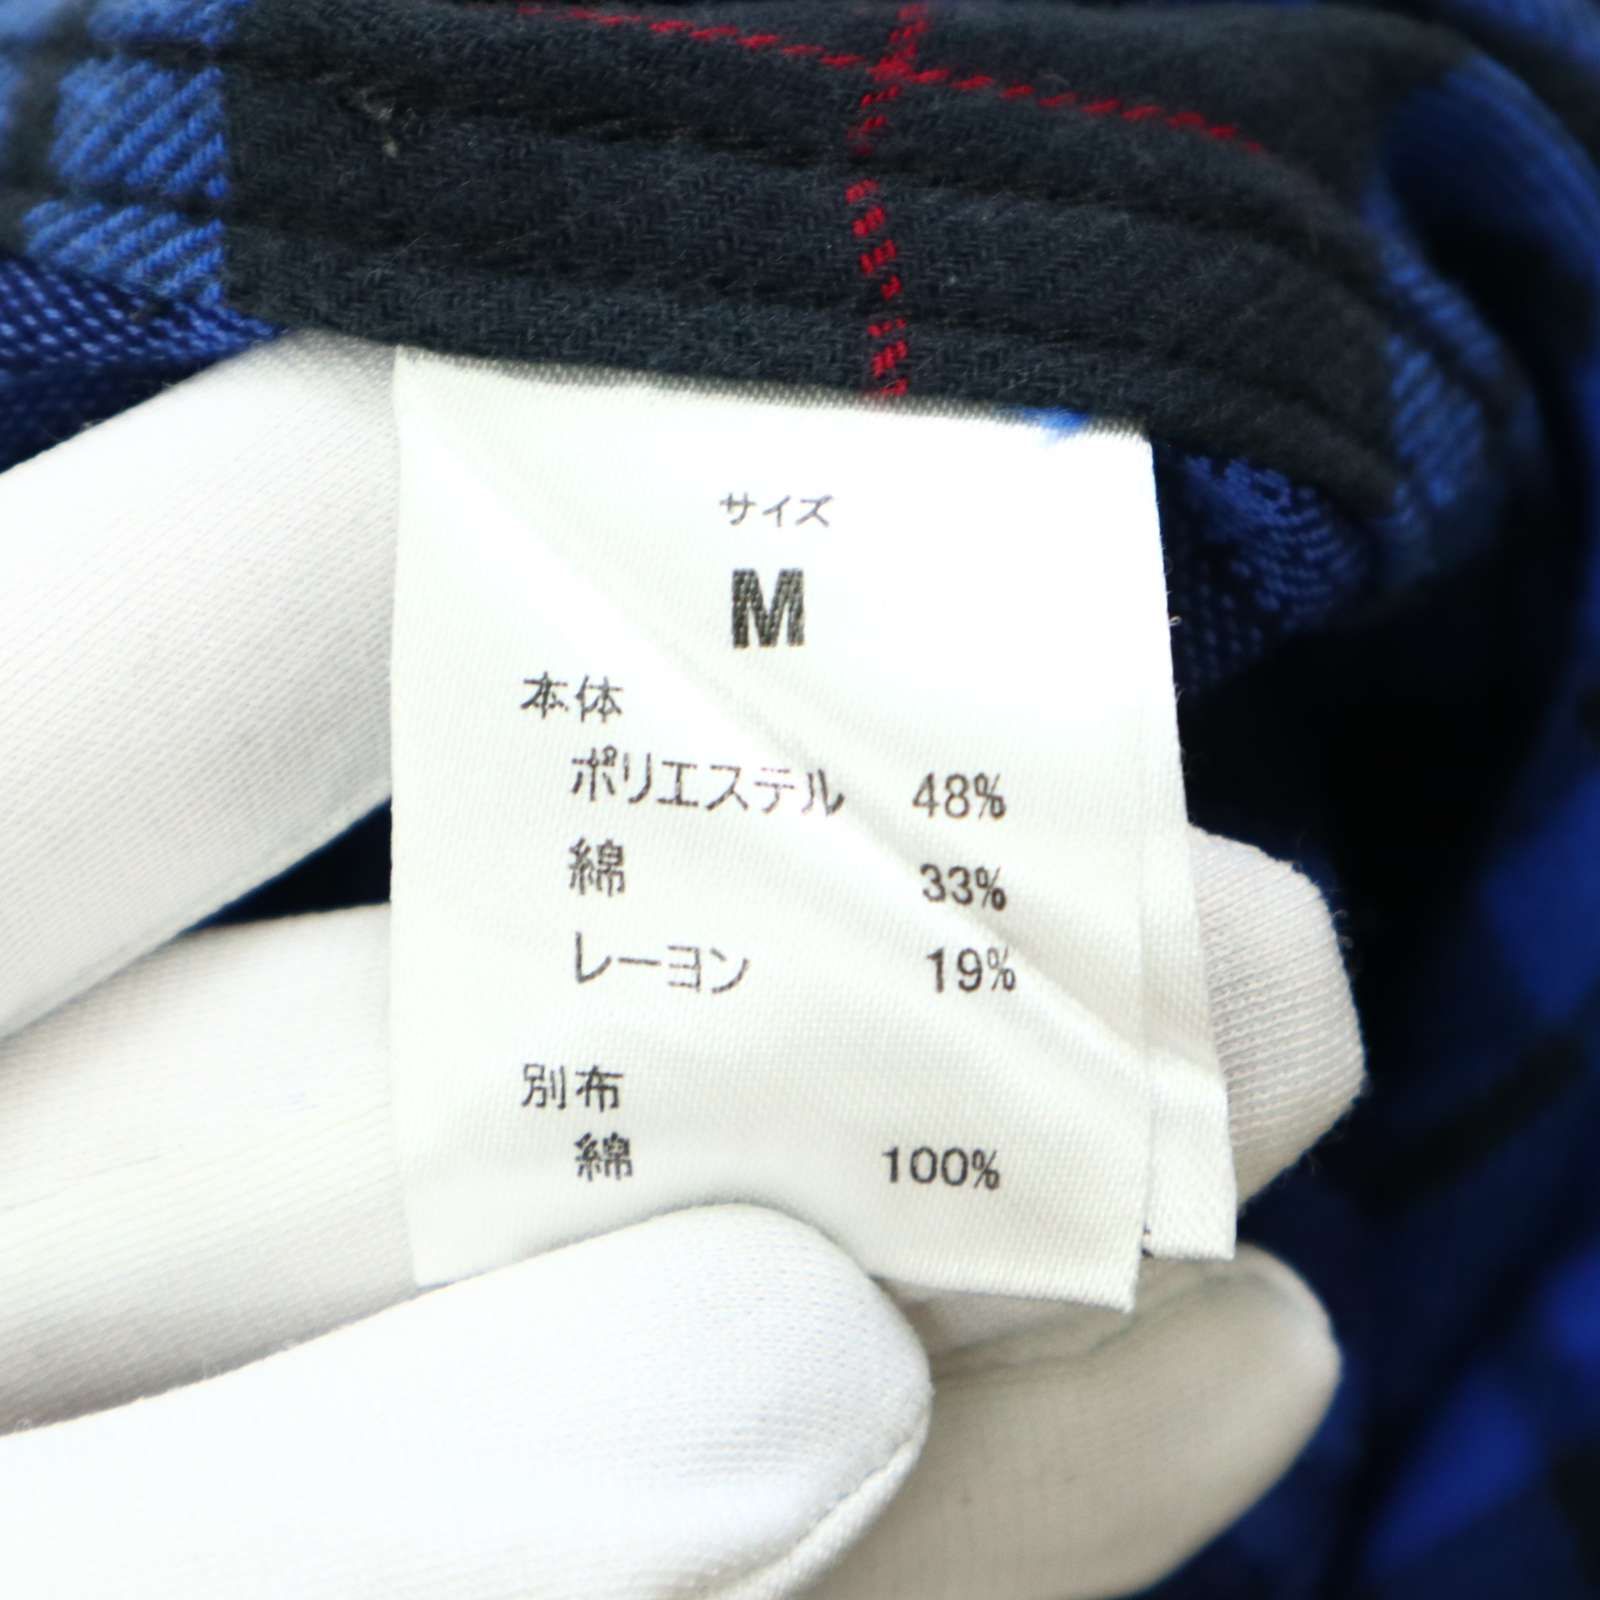 サイズ
M
本体
ポリエステル 48%
綿 33%
レーヨン 19%
別布
綿 100%